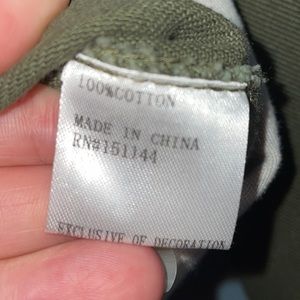 100%COTTON
MADE IN CHINA
RN#151144
EXCLUSIVE OF DECORATION